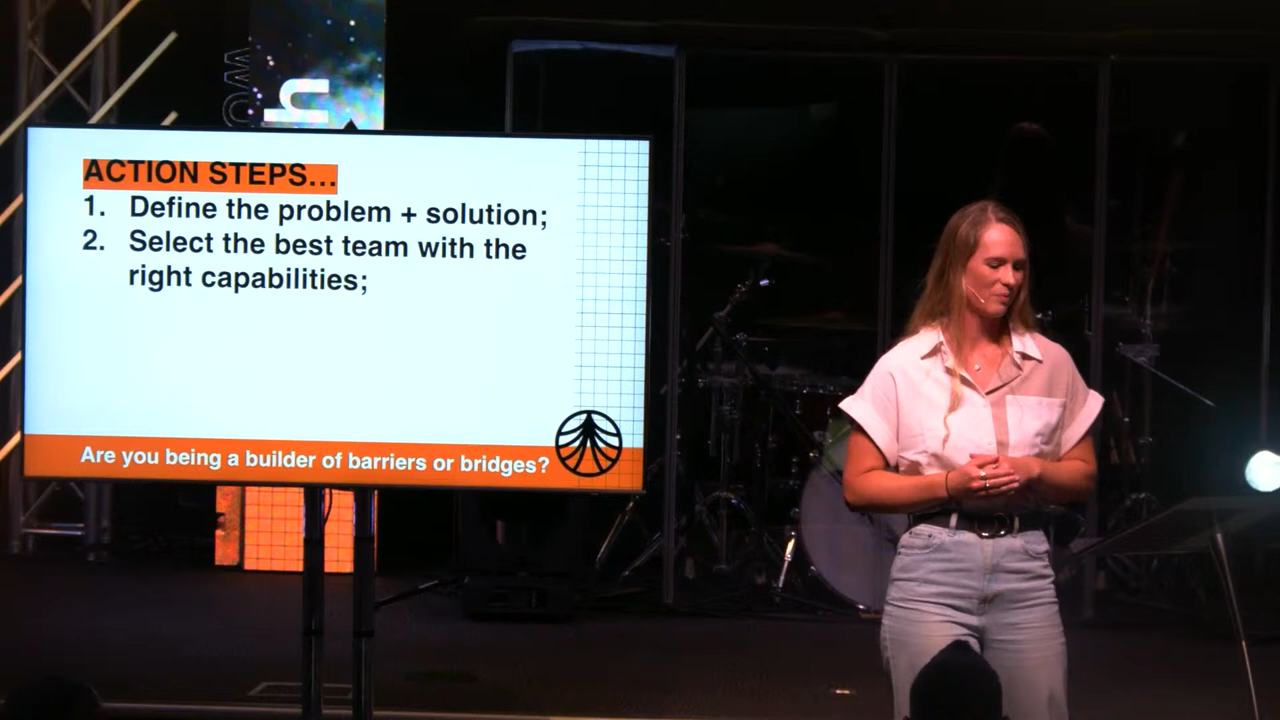 ACTION STEPS...
1. Define the problem + solution;
2. Select the best team with the
right capabilities;
Are you being a builder of barriers or bridges?